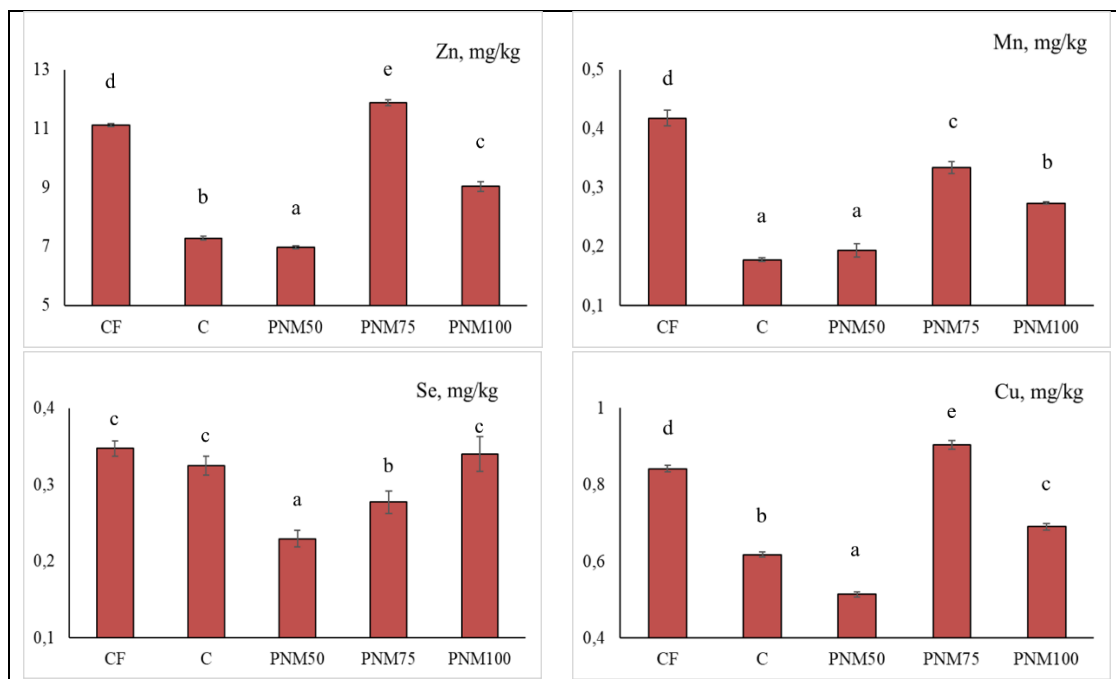 Zn, mg/kg
13
11
9
7
5
d
b
a
e
c
CF C PNM50 PNM75 PNM100
Mn, mg/kg
0,5
0,4
0,3
0,2
0,1
d
a
a
c
b
CF C PNM50 PNM75 PNM100
Se, mg/kg
0,4
0,3
0,2
0,1
c
c
a
b
c
CF C PNM50 PNM75 PNM100
Cu, mg/kg
1
0,8
0,6
0,4
d
b
a
e
c
CF C PNM50 PNM75 PNM100